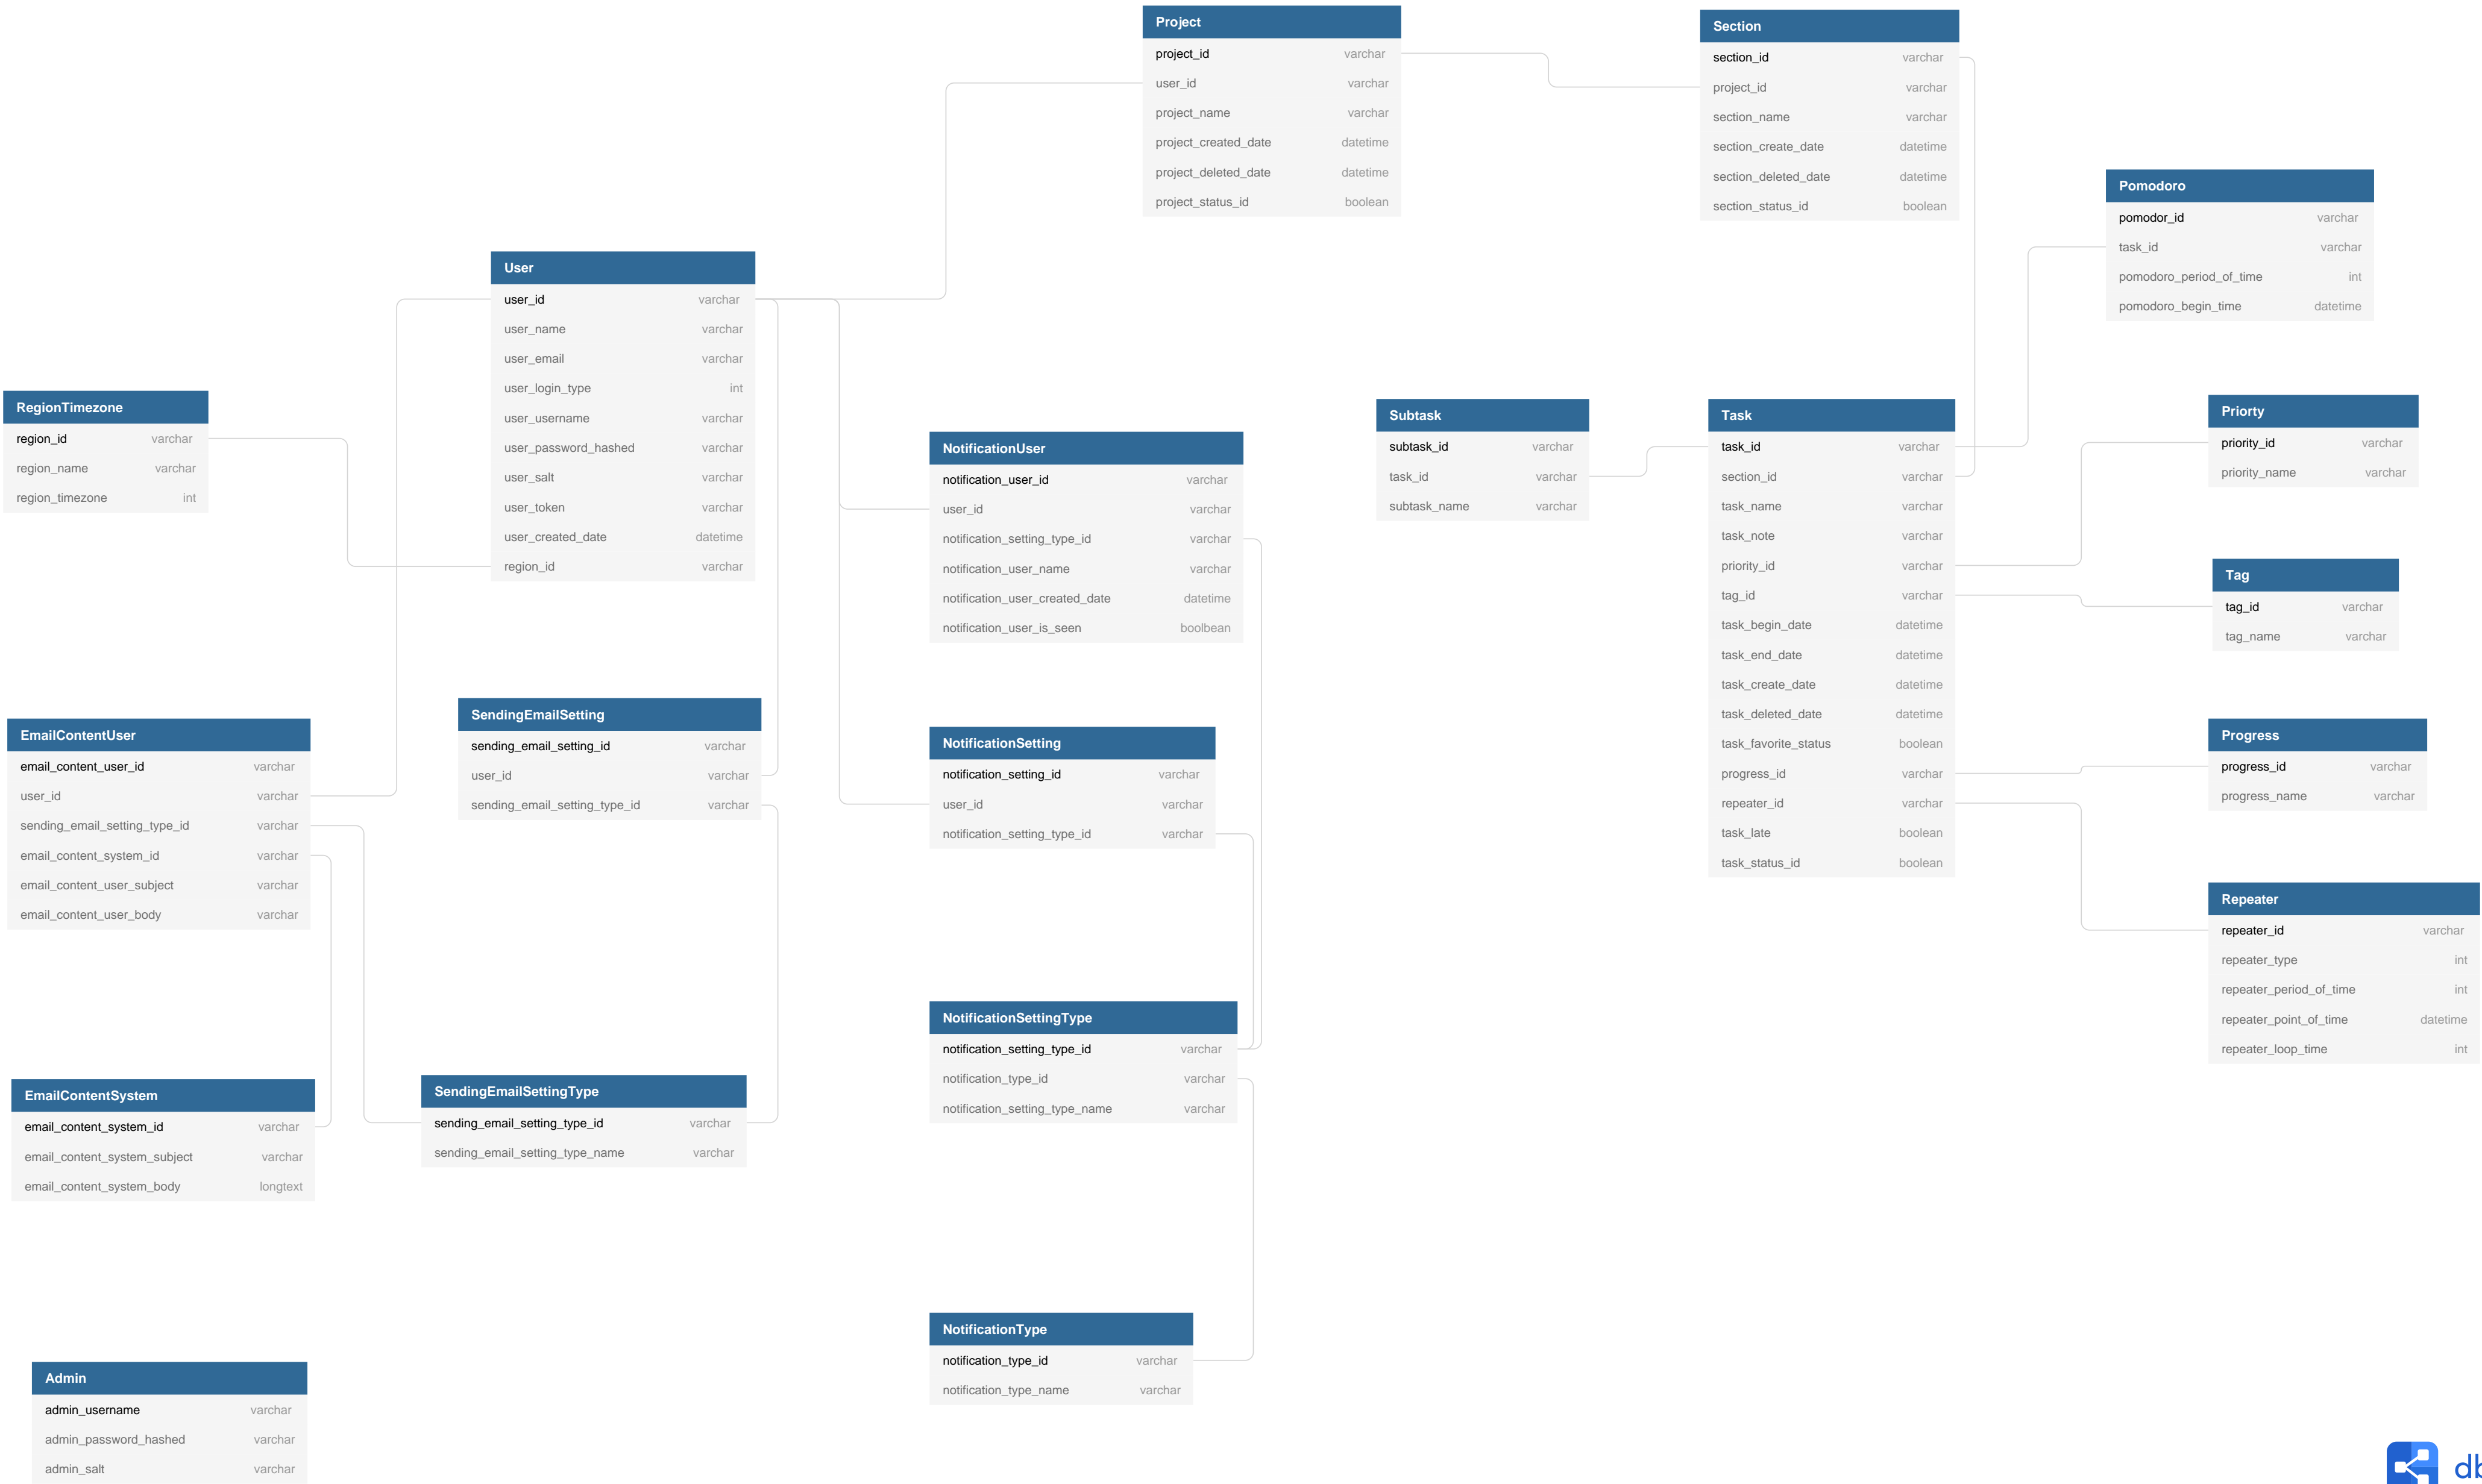 Project
project_id varchar
user_id varchar
project_name varchar
project_created_date datetime
project_deleted_date datetime
project_status_id boolean
Section
section_id varchar
project_id varchar
section_name varchar
section_create_date datetime
section_deleted_date datetime
section_status_id boolean
Pomodoro
pomodor_id varchar
task_id varchar
pomodoro_period_of_time int
pomodoro_begin_time datetime
User
user_id varchar
user_name varchar
user_email varchar
user_login_type int
user_username varchar
user_password_hashed varchar
user_salt varchar
user_token varchar
user_created_date datetime
region_id varchar
RegionTimezone
region_id varchar
region_name varchar
region_timezone int
NotificationUser
notification_user_id varchar
user_id varchar
notification_setting_type_id varchar
notification_user_name varchar
notification_user_created_date datetime
notification_user_is_seen boolbean
Subtask
subtask_id varchar
task_id varchar
subtask_name varchar
Task
task_id varchar
section_id varchar
task_name varchar
task_note varchar
priority_id varchar
tag_id varchar
task_begin_date datetime
task_end_date datetime
task_create_date datetime
task_deleted_date datetime
task_favorite_status boolean
progress_id varchar
repeater_id varchar
task_late boolean
task_status_id boolean
Priorty
priority_id varchar
priority_name varchar
Tag
tag_id varchar
tag_name varchar
Progress
progress_id varchar
progress_name varchar
Repeater
repeater_id varchar
repeater_type int
repeater_period_of_time int
repeater_point_of_time datetime
repeater_loop_time int
EmailContentUser
email_content_user_id varchar
user_id varchar
sending_email_setting_type_id varchar
email_content_system_id varchar
email_content_user_subject varchar
email_content_user_body varchar
SendingEmailSetting
sending_email_setting_id varchar
user_id varchar
sending_email_setting_type_id varchar
NotificationSetting
notification_setting_id varchar
user_id varchar
notification_setting_type_id varchar
NotificationSettingType
notification_setting_type_id varchar
notification_type_id varchar
notification_setting_type_name varchar
EmailContentSystem
email_content_system_id varchar
email_content_system_subject varchar
email_content_system_body longtext
SendingEmailSettingType
sending_email_setting_type_id varchar
sending_email_setting_type_name varchar
NotificationType
notification_type_id varchar
notification_type_name varchar
Admin
admin_username varchar
admin_password_hashed varchar
admin_salt varchar